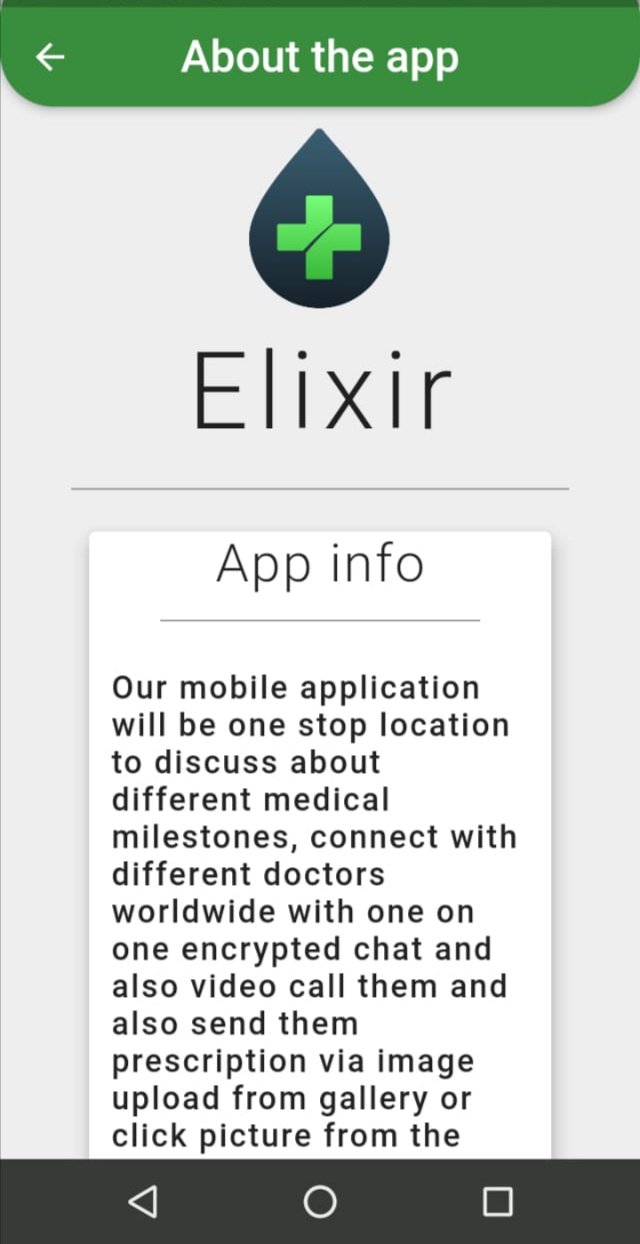 About the app
Elixir
App info
Our mobile application
will be one stop location
to discuss about
different medical
milestones, connect with
different doctors
worldwide with one on
one encrypted chat and
also video call them and
also send them
prescription via image
upload from gallery or
click picture from the